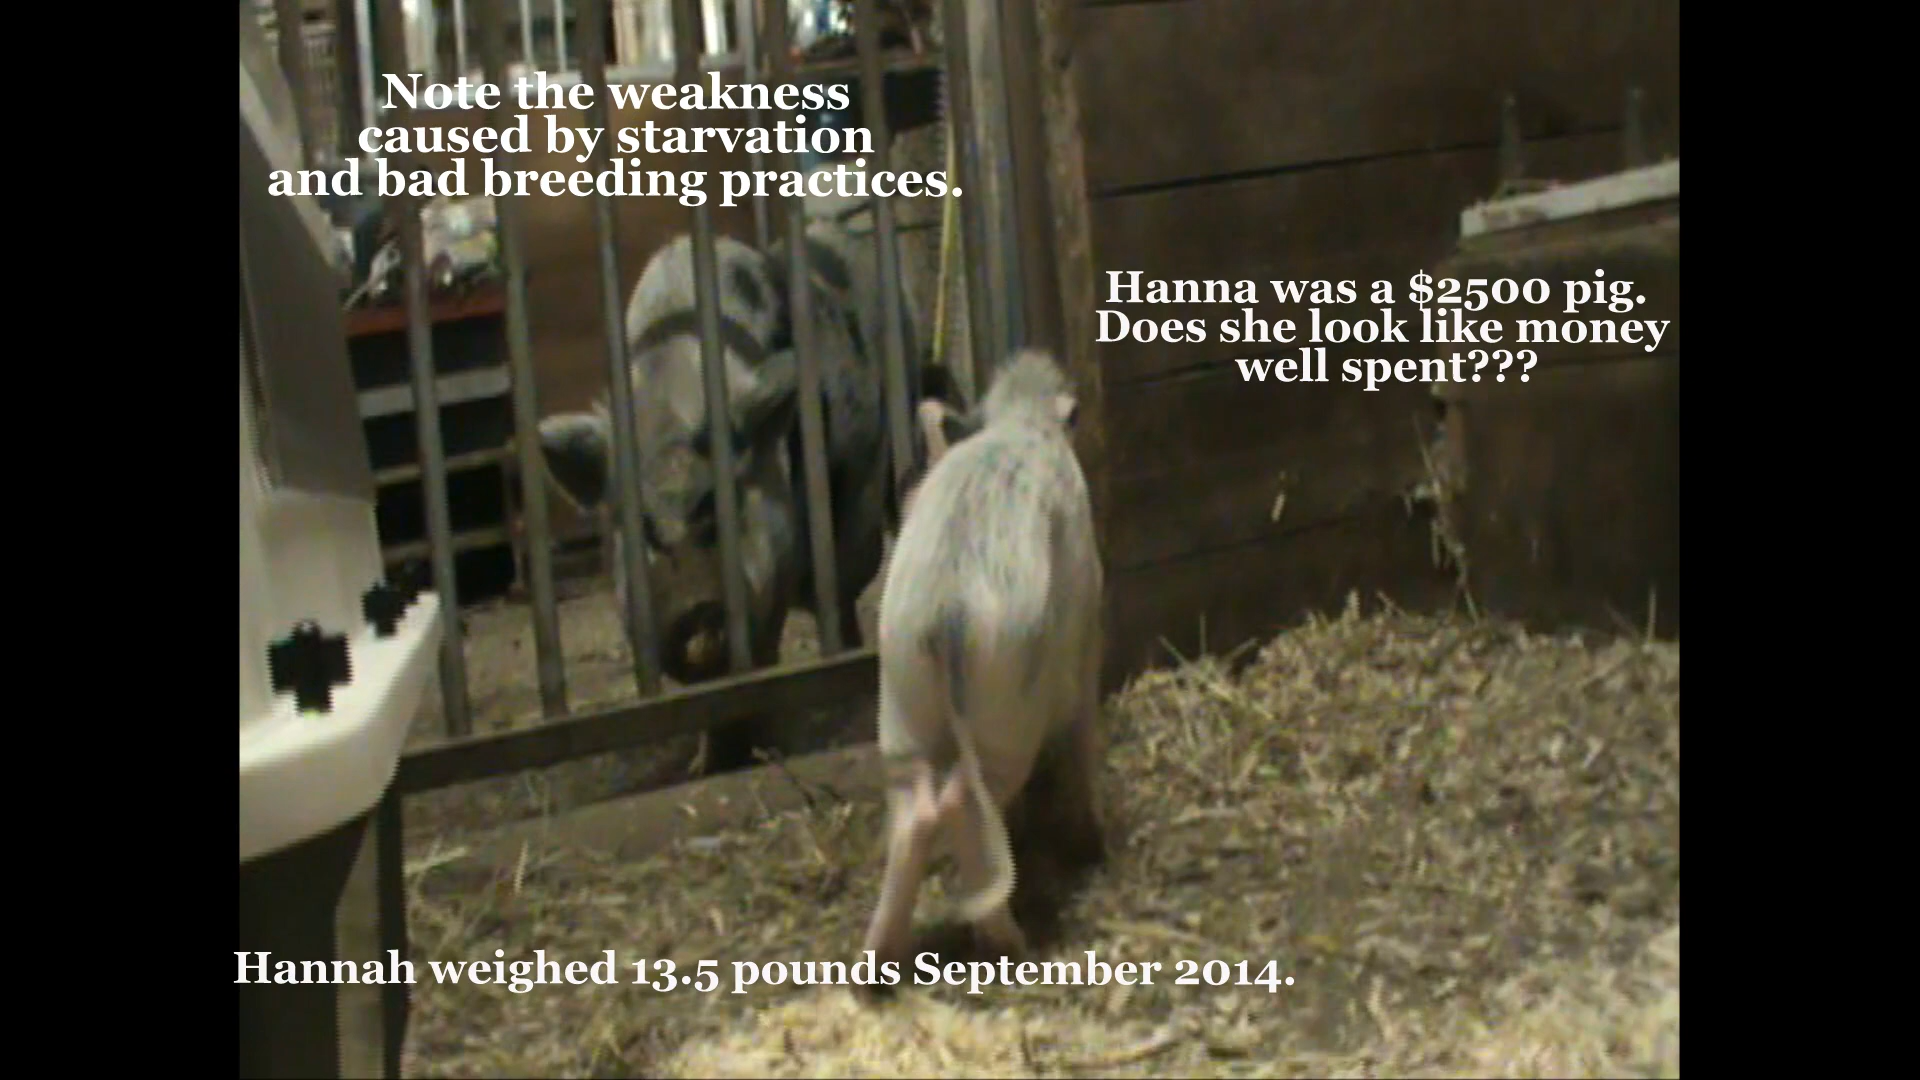 Note the weakness
caused by starvation
and bad breeding practices.
Hanna was a $2500 pig.
Does she look like money
well spent???
Hannah weighed 13.5 pounds September 2014.